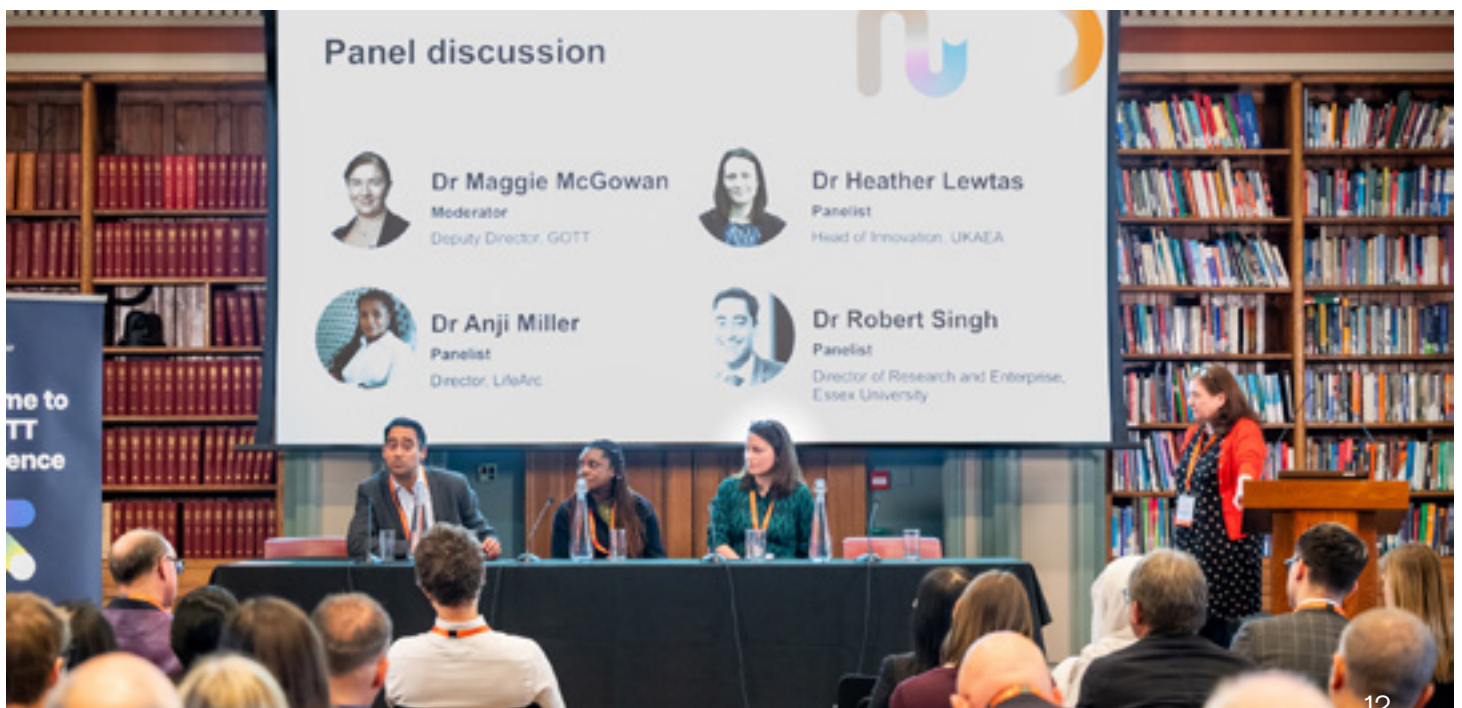 Panel discussion
Dr Maggie McGowan
Moderator
Deputy Director, GOTT
Dr Heather Lewtas
Panelist
Head of Innovation, UKAEA
Dr Anji Miller
Panelist
Director, LifeArc
Dr Robert Singh
Panelist
Director of Research and Enterprise,
Essex University
me to
TT
ence
12